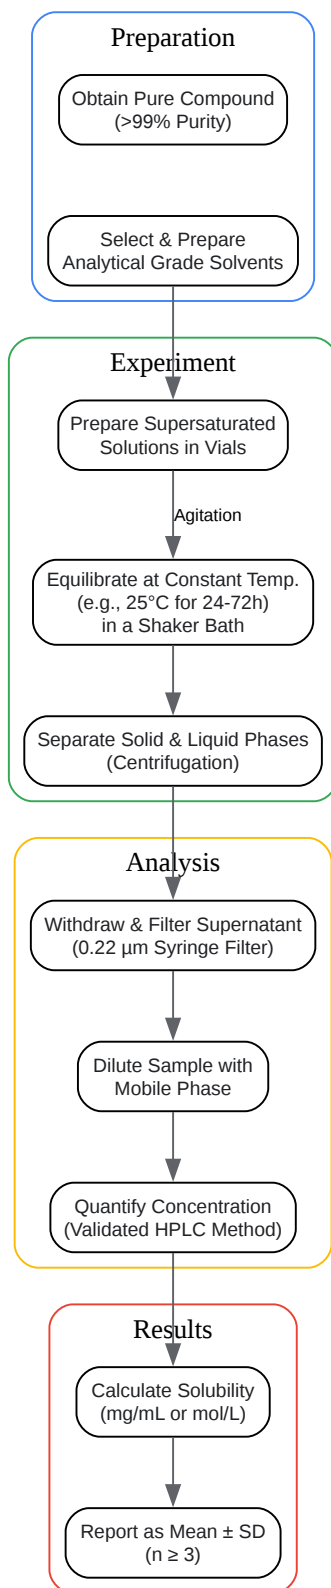 Preparation
Obtain Pure Compound
(>99% Purity)
Select & Prepare
Analytical Grade Solvents
Experiment
Prepare Supersaturated
Solutions in Vials
Agitation
Equilibrate at Constant Temp.
(e.g., 25°C for 24-72h)
in a Shaker Bath
Separate Solid & Liquid Phases
(Centrifugation)
Analysis
Withdraw & Filter Supernatant
(0.22 µm Syringe Filter)
Dilute Sample with
Mobile Phase
Quantify Concentration
(Validated HPLC Method)
Results
Calculate Solubility
(mg/mL or mol/L)
Report as Mean ± SD
(n ≥ 3)